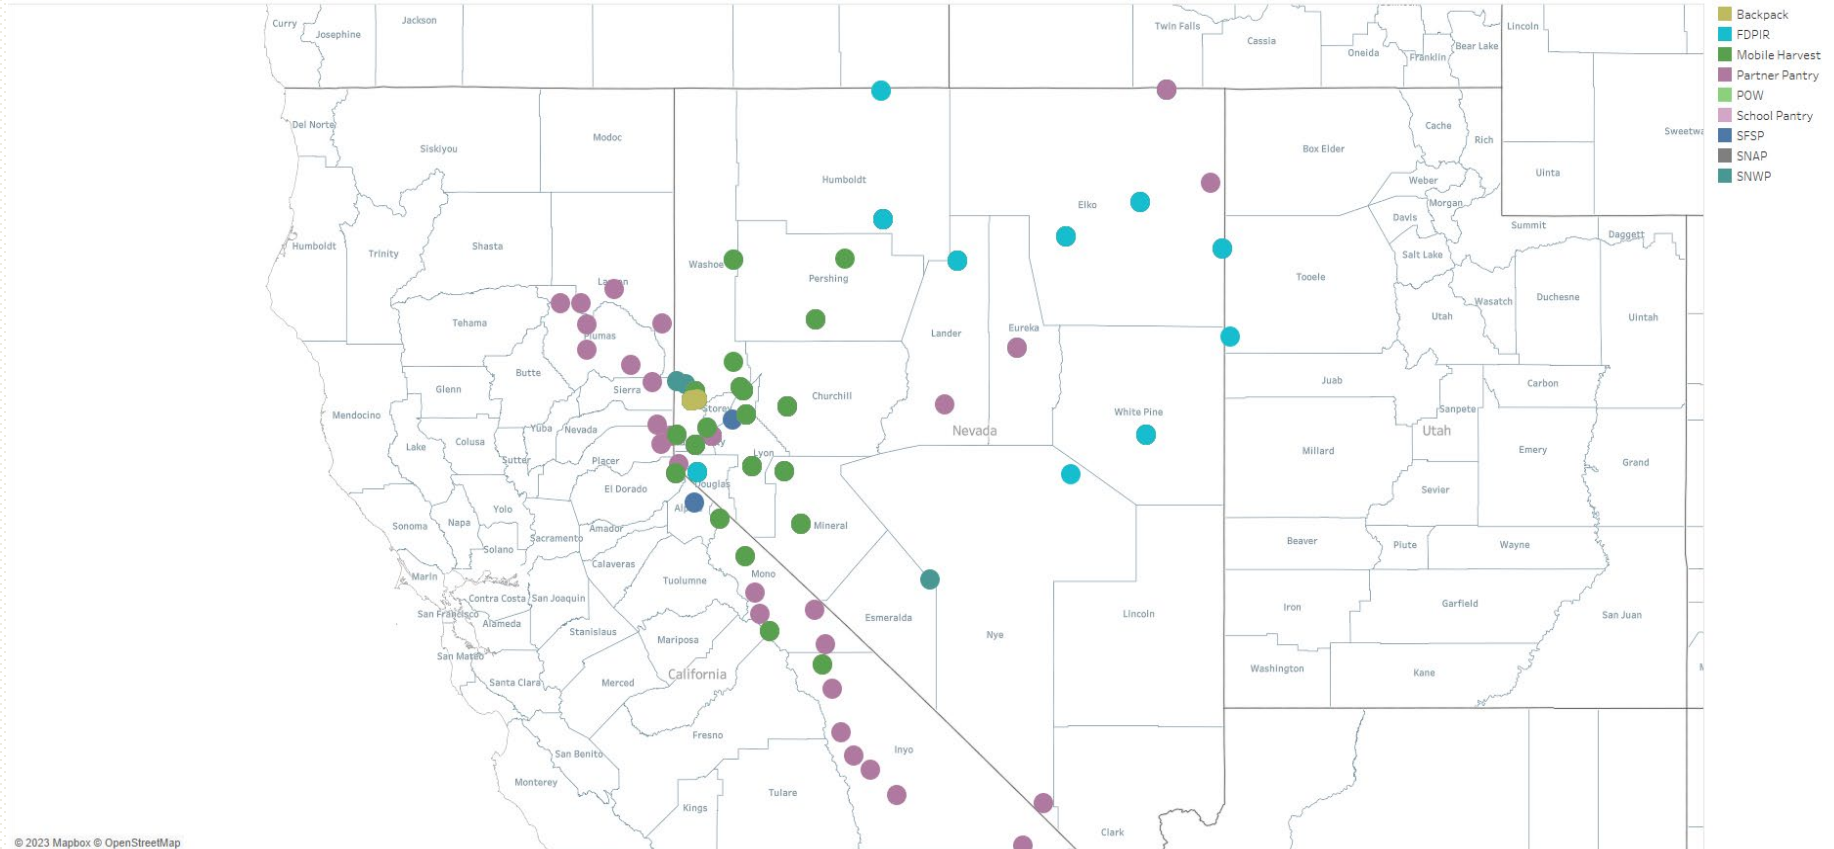 Curry
Jackson
Josephine
Twin Falls
Cassia
Oneida
Franklin
Bear Lake
Lincoln
Backpack
FDPIR
Mobile Harvest
Partner Pantry
POW
School Pantry
SFSP
SNAP
SNWP
Del Norte
Siskiyou
Modoc
Humboldt
Elko
Box Elder
Cache
Rich
Weber
Morgan
Davis
Uinta
Sweetwa
Humboldt
Trinity
Shasta
Washoe
Pershing
Tooele
Salt Lake
Summit
Daggett
Tehama
Plumas
Lander
Eureka
Utah
Wasatch
Duchesne
Uintah
Butte
Glenn
Sierra
Storey
Churchill
White Pine
Juab
Sanpete
Carbon
Mendocino
Lake
Colusa
Yuba
Nevada
Nevada
Utah
Millard
Emery
Grand
Sutter
Placer
Lyon
El Dorado
Douglas
Sevier
Sonoma
Napa
Yolo
Amador
Mineral
Sacramento
Solano
Beaver
Piute
Wayne
Marin
Calaveras
Tuolumne
Mono
Contra Costa
San Joaquin
San Francisco
Alameda
Stanislaus
Mariposa
Esmeralda
Nye
Lincoln
Iron
Garfield
San Juan
San Mateo
Santa Clara
Merced
California
Washington
Kane
Fresno
San Benito
Inyo
Monterey
Kings
Tulare
Clark
© 2023 Mapbox © OpenStreetMap